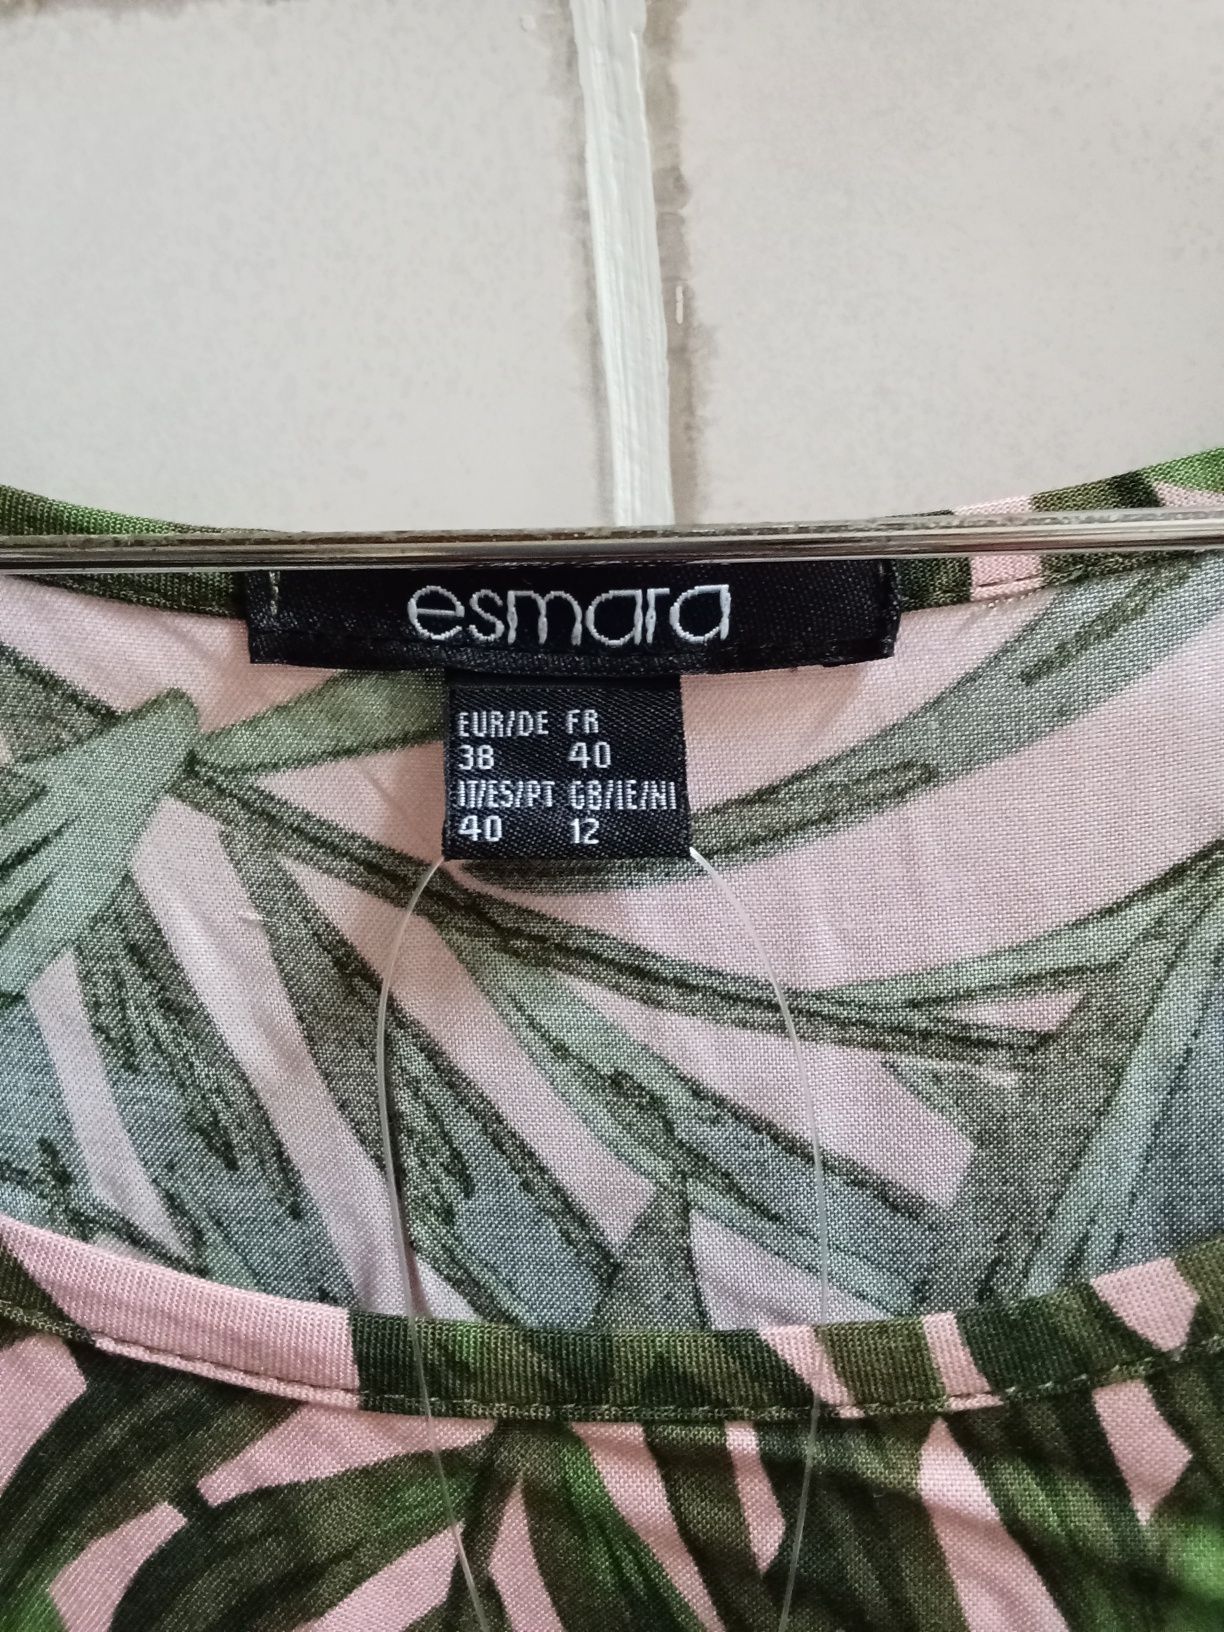 esmara
EUR/DE FR
38 40
IT/ES/PT GB/IE/NI
40 12